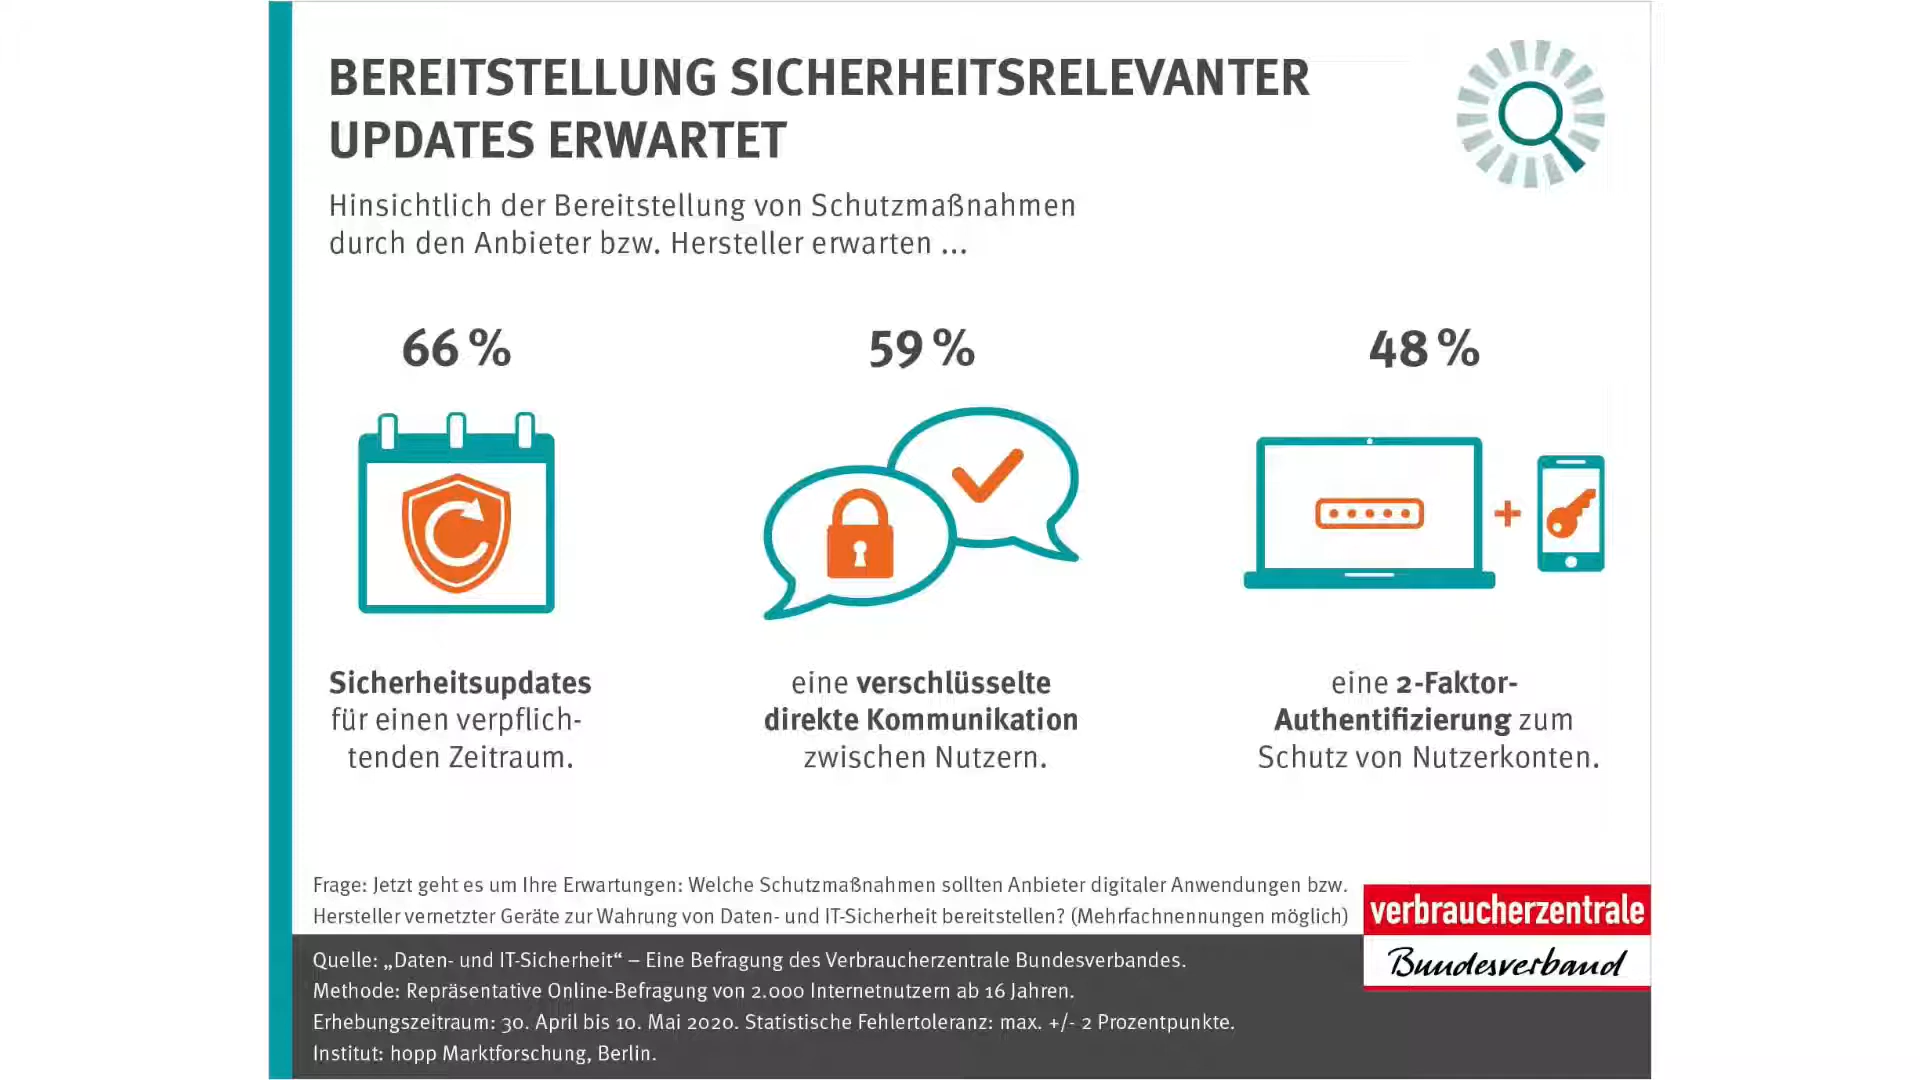 BEREITSTELLUNG SICHERHEITSRELEVANTER
UPDATES ERWARTET
Hinsichtlich der Bereitstellung von Schutzmaßnahmen
durch den Anbieter bzw. Hersteller erwarten ...
66 %
59 %
48 %
Sicherheitsupdates
für einen verpflich-
tenden Zeitraum.
eine verschlüsselte
direkte Kommunikation
zwischen Nutzern.
eine 2-Faktor-
Authentifizierung zum
Schutz von Nutzerkonten.
Frage: Jetzt geht es um Ihre Erwartungen: Welche Schutzmaßnahmen sollten Anbieter digitaler Anwendungen bzw.
Hersteller vernetzter Geräte zur Wahrung von Daten- und IT-Sicherheit bereitstellen? (Mehrfachnennungen möglich)
verbraucherzentrale
Bundesverband
Quelle: „Daten- und IT-Sicherheit“ – Eine Befragung des Verbraucherzentrale Bundesverbandes.
Methode: Repräsentative Online-Befragung von 2.000 Internetnutzern ab 16 Jahren.
Erhebungszeitraum: 30. April bis 10. Mai 2020. Statistische Fehlertoleranz: max. +/- 2 Prozentpunkte.
Institut: hopp Marktforschung, Berlin.